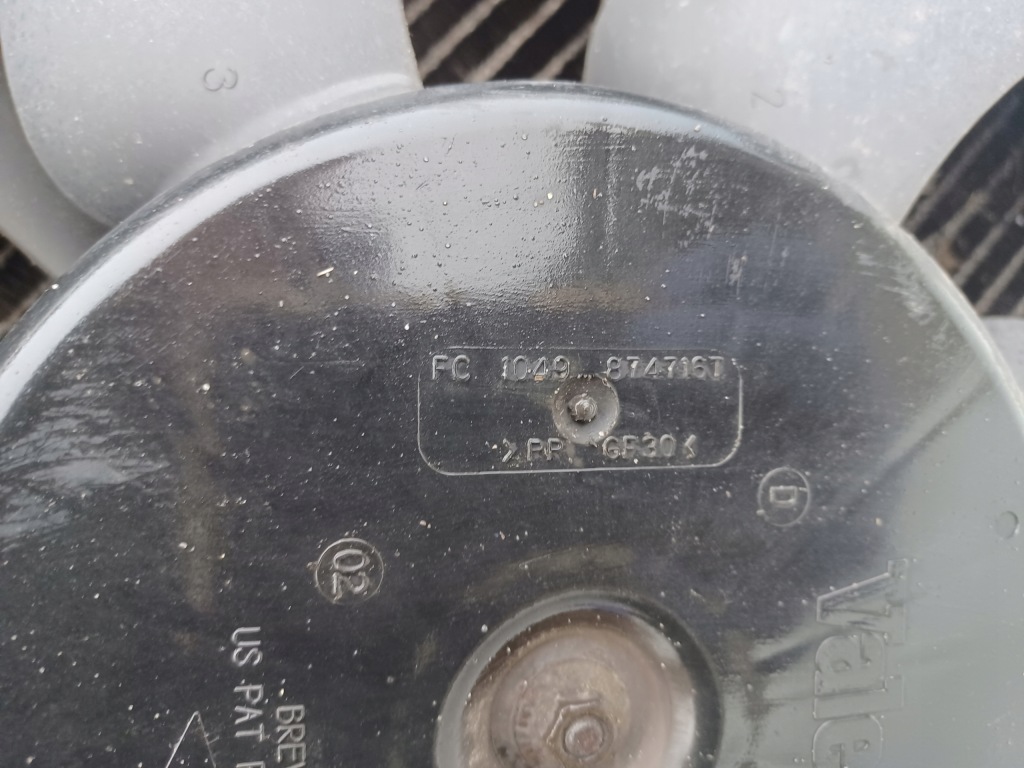 3
2
FC 1049 8747167
>PP GF30<
b
02
US PAT
BREV
Vale